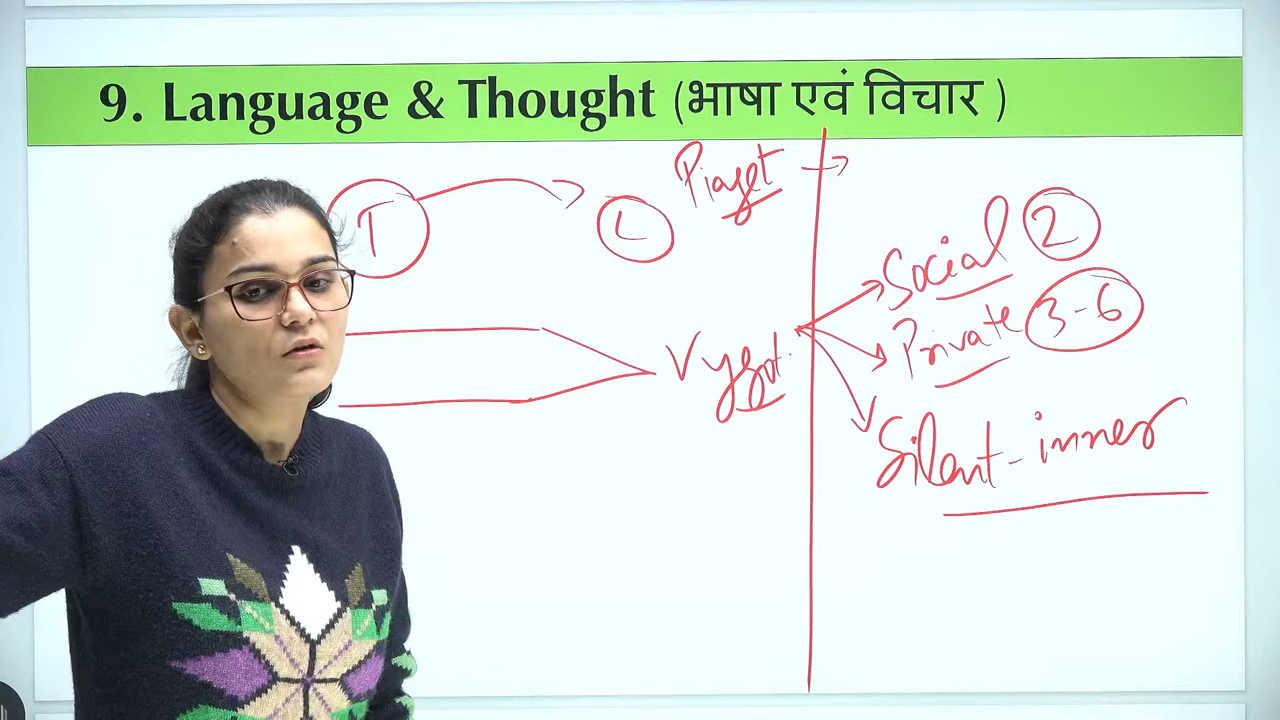 9. Language & Thought (भाषा एवं विचार )
T
L
Piaget
Social 2
Private 3-6
Vygot.
Silent-inner